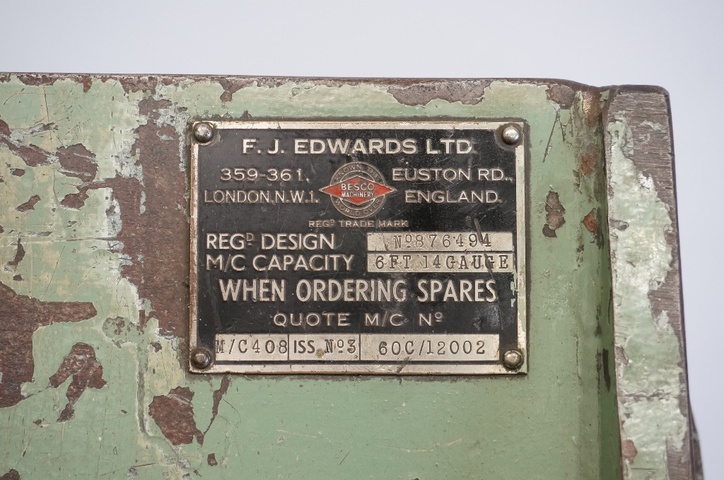 F. J. EDWARDS LTD.
359-361. EUSTON RD.,
LONDON, N.W.1. ENGLAND.
BESCO
MACHINERY
REGᴰ TRADE MARK
REGᴰ DESIGN Nº876494
M/C CAPACITY 6FT 14GAUGE
WHEN ORDERING SPARES
QUOTE M/C Nº
M/C408 ISS Nº3 60C/12002